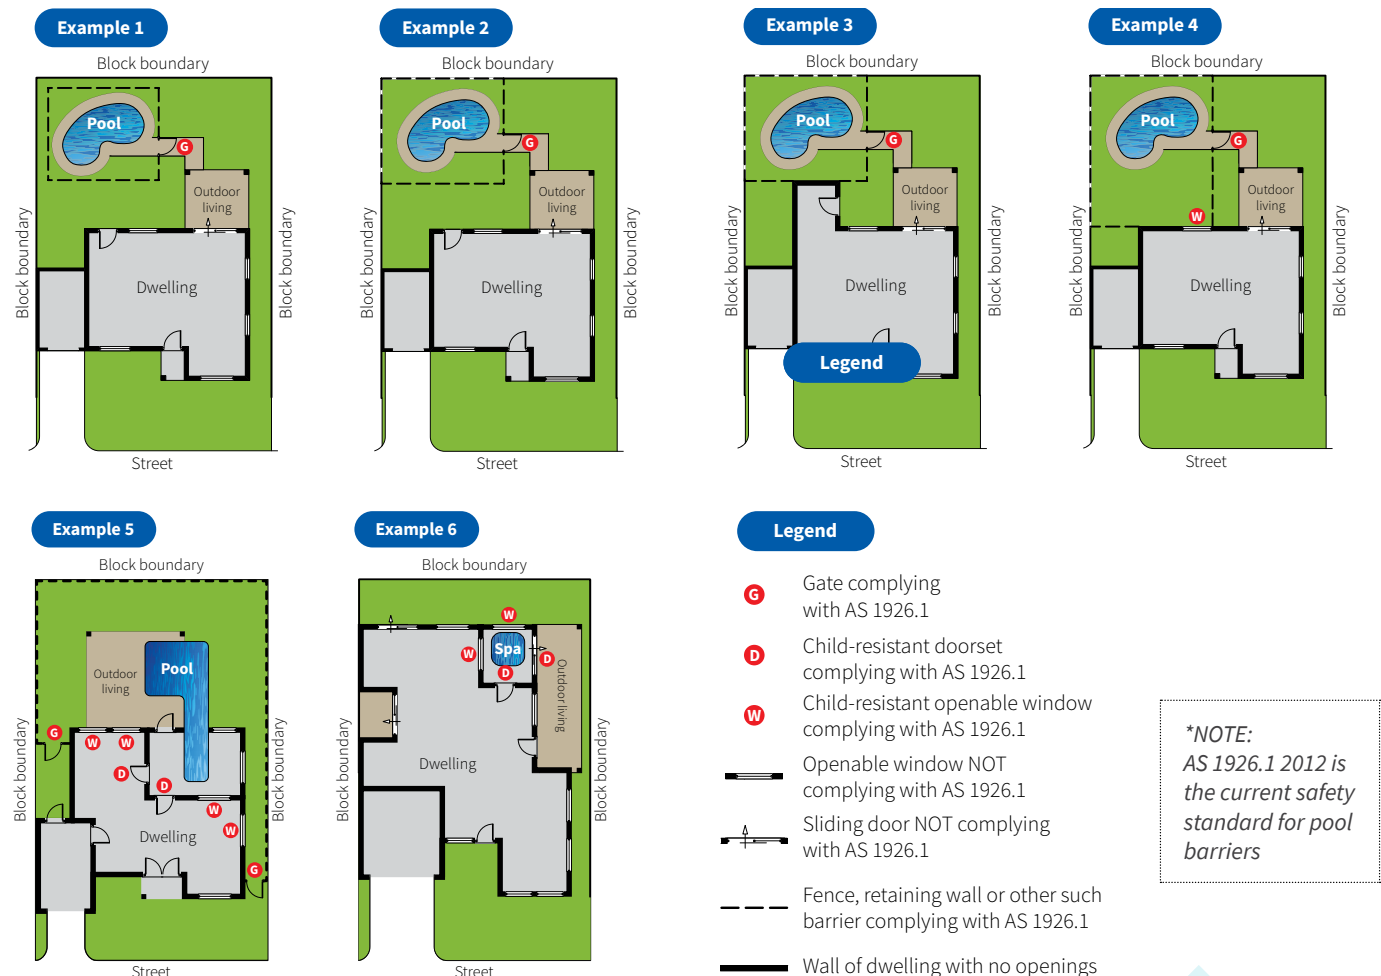 Example 1
Block boundary
Pool
G
Outdoor
living
Block boundary
Block boundary
Dwelling
Street
Example 2
Block boundary
Pool
G
Outdoor
living
Block boundary
Block boundary
Dwelling
Street
Example 3
Block boundary
Pool
G
Outdoor
living
Block boundary
Block boundary
Dwelling
Legend
Street
Example 4
Block boundary
Pool
G
Outdoor
living
W
Block boundary
Block boundary
Dwelling
Street
Example 5
Block boundary
Pool
Outdoor
living
G
W
W
D
D
W
W
G
Dwelling
Block boundary
Block boundary
Street
Example 6
Block boundary
W
W
Spa
D
D
Outdoor living
Dwelling
Block boundary
Block boundary
Street
Legend
G
Gate complying
with AS 1926.1
D
Child-resistant doorset
complying with AS 1926.1
W
Child-resistant openable window
complying with AS 1926.1
Openable window NOT
complying with AS 1926.1
Sliding door NOT complying
with AS 1926.1
Fence, retaining wall or other such
barrier complying with AS 1926.1
Wall of dwelling with no openings
*NOTE:
AS 1926.1 2012 is
the current safety
standard for pool
barriers